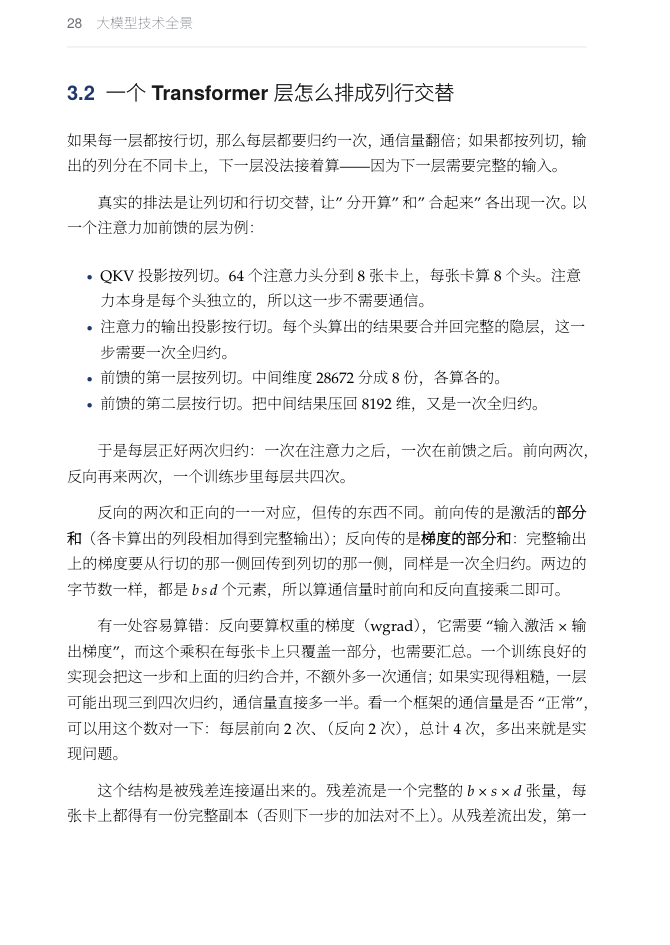 28 大模型技术全景
3.2 一个 Transformer 层怎么排成列行交替
如果每一层都按行切，那么每层都要归约一次，通信量翻倍；如果都按列切，输
出的列分在不同卡上，下一层没法接着算——因为下一层需要完整的输入。
真实的排法是让列切和行切交替，让” 分开算” 和” 合起来” 各出现一次。以
一个注意力加前馈的层为例：
• QKV 投影按列切。64 个注意力头分到 8 张卡上，每张卡算 8 个头。注意
力本身是每个头独立的，所以这一步不需要通信。
• 注意力的输出投影按行切。每个头算出的结果要合并回完整的隐层，这一
步需要一次全归约。
• 前馈的第一层按列切。中间维度 28672 分成 8 份，各算各的。
• 前馈的第二层按行切。把中间结果压回 8192 维，又是一次全归约。
于是每层正好两次归约：一次在注意力之后，一次在前馈之后。前向两次，
反向再来两次，一个训练步里每层共四次。
反向的两次和正向的一一对应，但传的东西不同。前向传的是激活的部分
和（各卡算出的列段相加得到完整输出）；反向传的是梯度的部分和：完整输出
上的梯度要从行切的那一侧回传到列切的那一侧，同样是一次全归约。两边的
字节数一样，都是 bsd 个元素，所以算通信量时前向和反向直接乘二即可。
有一处容易算错：反向要算权重的梯度（wgrad），它需要 “输入激活 × 输
出梯度”，而这个乘积在每张卡上只覆盖一部分，也需要汇总。一个训练良好的
实现会把这一步和上面的归约合并，不额外多一次通信；如果实现得粗糙，一层
可能出现三到四次归约，通信量直接多一半。看一个框架的通信量是否 “正常”，
可以用这个数对一下：每层前向 2 次、（反向 2 次），总计 4 次，多出来就是实
现问题。
这个结构是被残差连接逼出来的。残差流是一个完整的 b × s × d 张量，每
张卡上都得有一份完整副本（否则下一步的加法对不上）。从残差流出发，第一